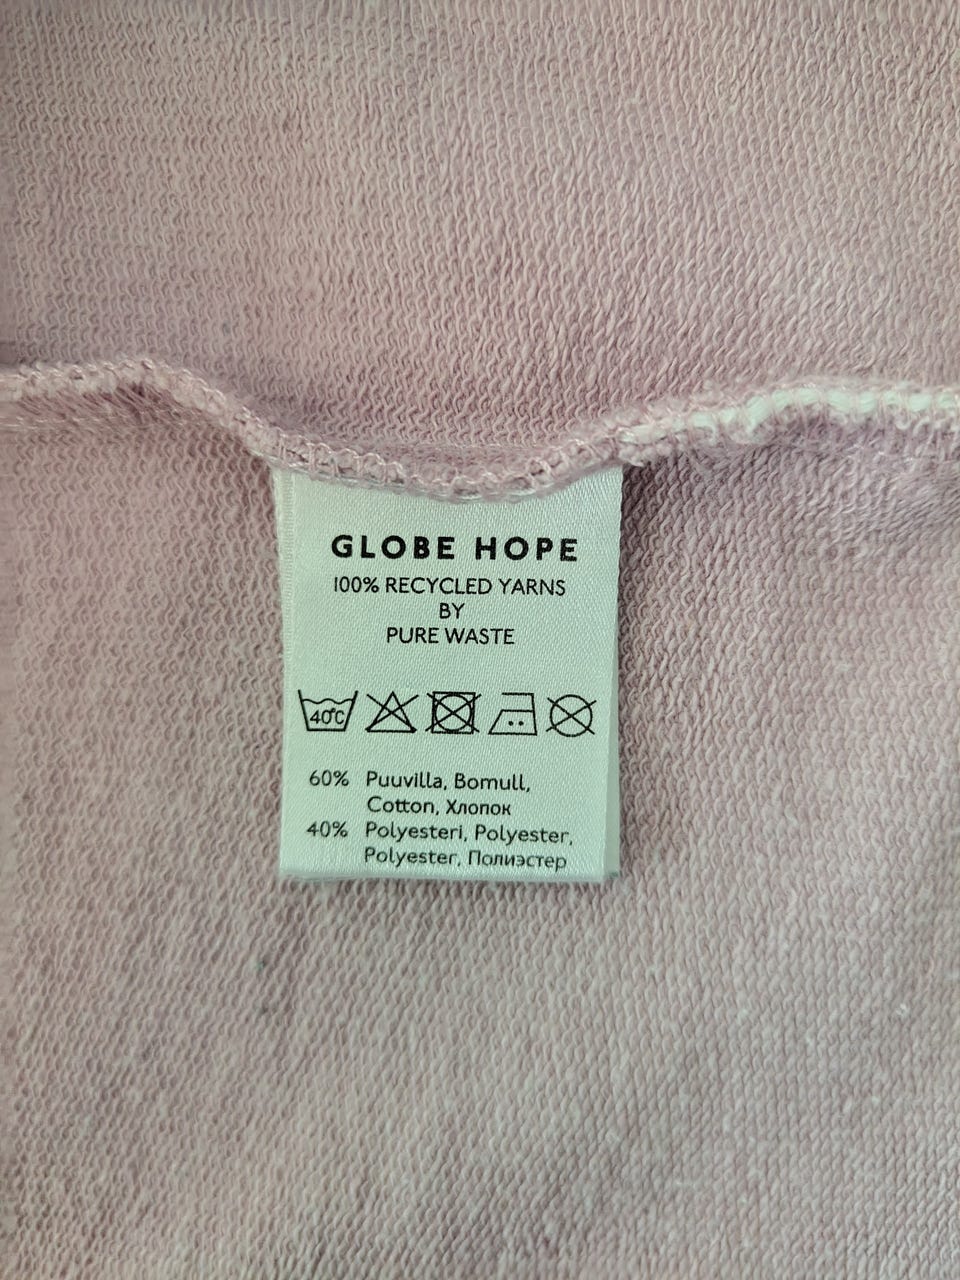 GLOBE HOPE
100% RECYCLED YARNS
BY
PURE WASTE
40°C
60% Puuvilla, Bomull,
Cotton, Хлопок
40% Polyesteri, Polyester,
Polyester, Полиэстер